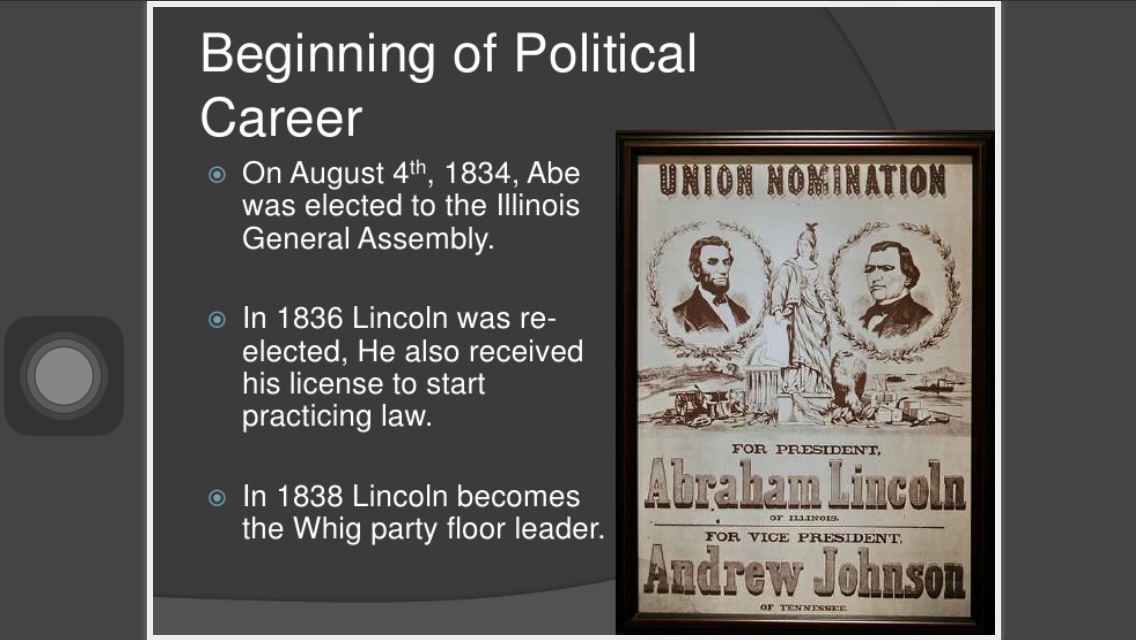 Beginning of Political
Career
On August 4th, 1834, Abe
was elected to the Illinois
General Assembly.
In 1836 Lincoln was re-
elected, He also received
his license to start
practicing law.
In 1838 Lincoln becomes
the Whig party floor leader.
UNION NOMINATION
FOR PRESIDENT,
Abraham Lincoln
OF ILLINOIS.
FOR VICE PRESIDENT,
Andrew Johnson
OF TENNESSEE.